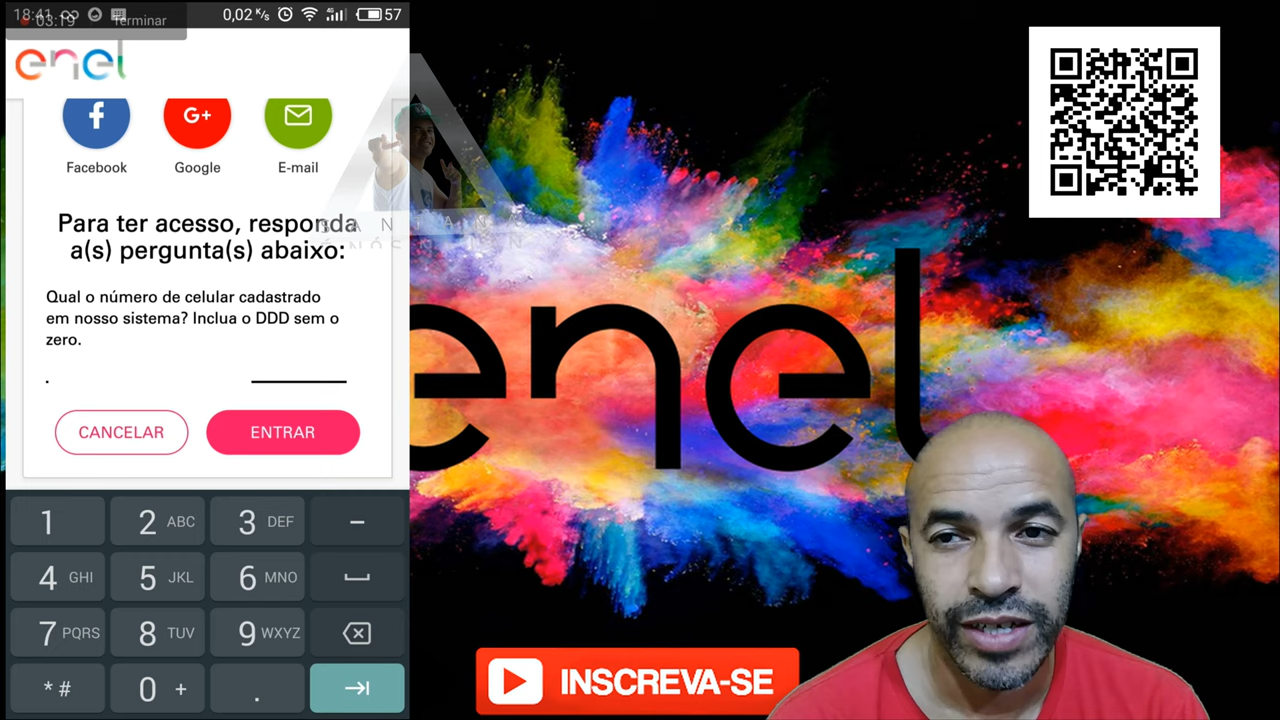 18:41
03:19
Terminar
0,02 K/s
4G
57
enel
Facebook
G+
Google
E-mail
Para ter acesso, responda
a(s) pergunta(s) abaixo:
Qual o número de celular cadastrado
em nosso sistema? Inclua o DDD sem o
zero.
.
CANCELAR
ENTRAR
1
2 ABC
3 DEF
–
4 GHI
5 JKL
6 MNO
7 PQRS
8 TUV
9 WXYZ
* #
0 +
.
enel
INSCREVA-SE